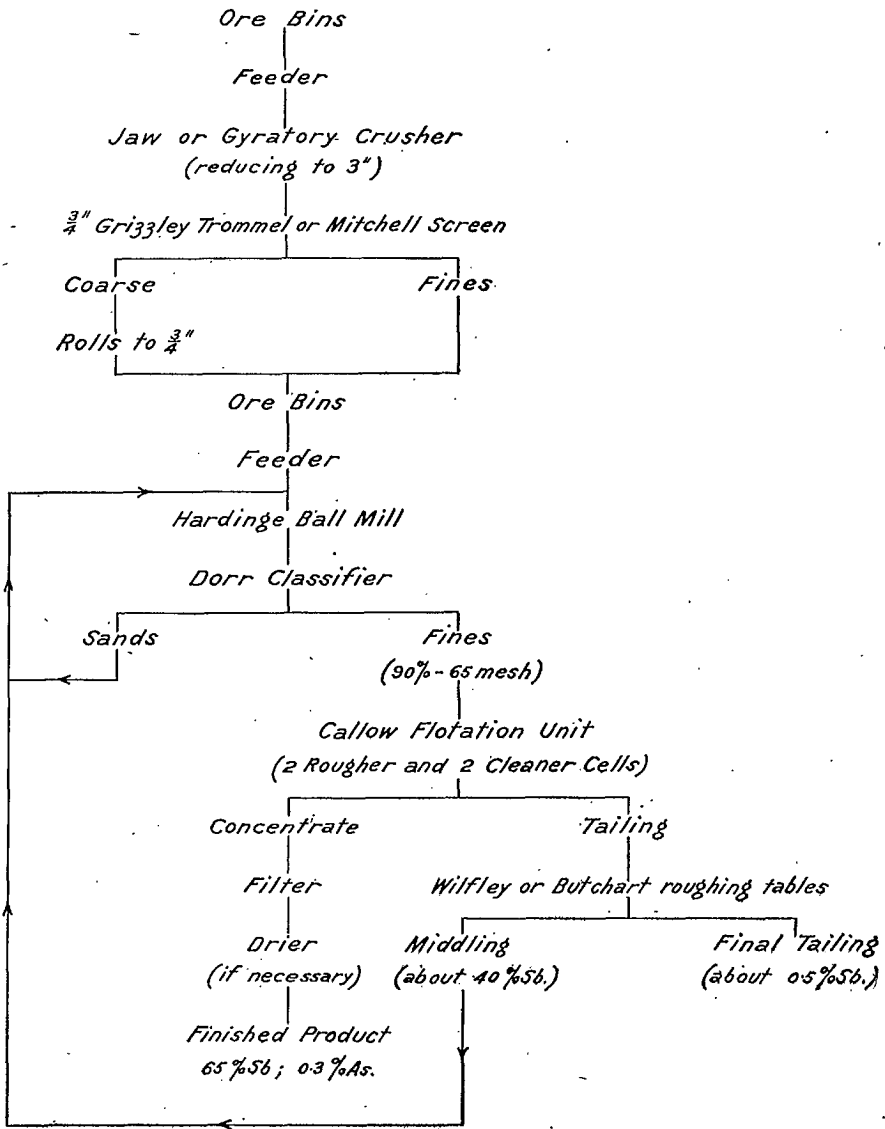 Ore Bins
Feeder
Jaw or Gyratory Crusher
(reducing to 3")
3/4" Grizzley Trommel or Mitchell Screen
Coarse
Fines
Rolls to 3/4"
Ore Bins
Feeder
Hardinge Ball Mill
Dorr Classifier
Sands
Fines
(90% - 65 mesh)
Callow Flotation Unit
(2 Rougher and 2 Cleaner Cells)
Concentrate
Tailing
Filter
Wilfley or Butchart roughing tables
Drier
(if necessary)
Middling
(about 40 %Sb.)
Final Tailing
(about 0.5%Sb.)
Finished Product
65%Sb; 0.3%As.